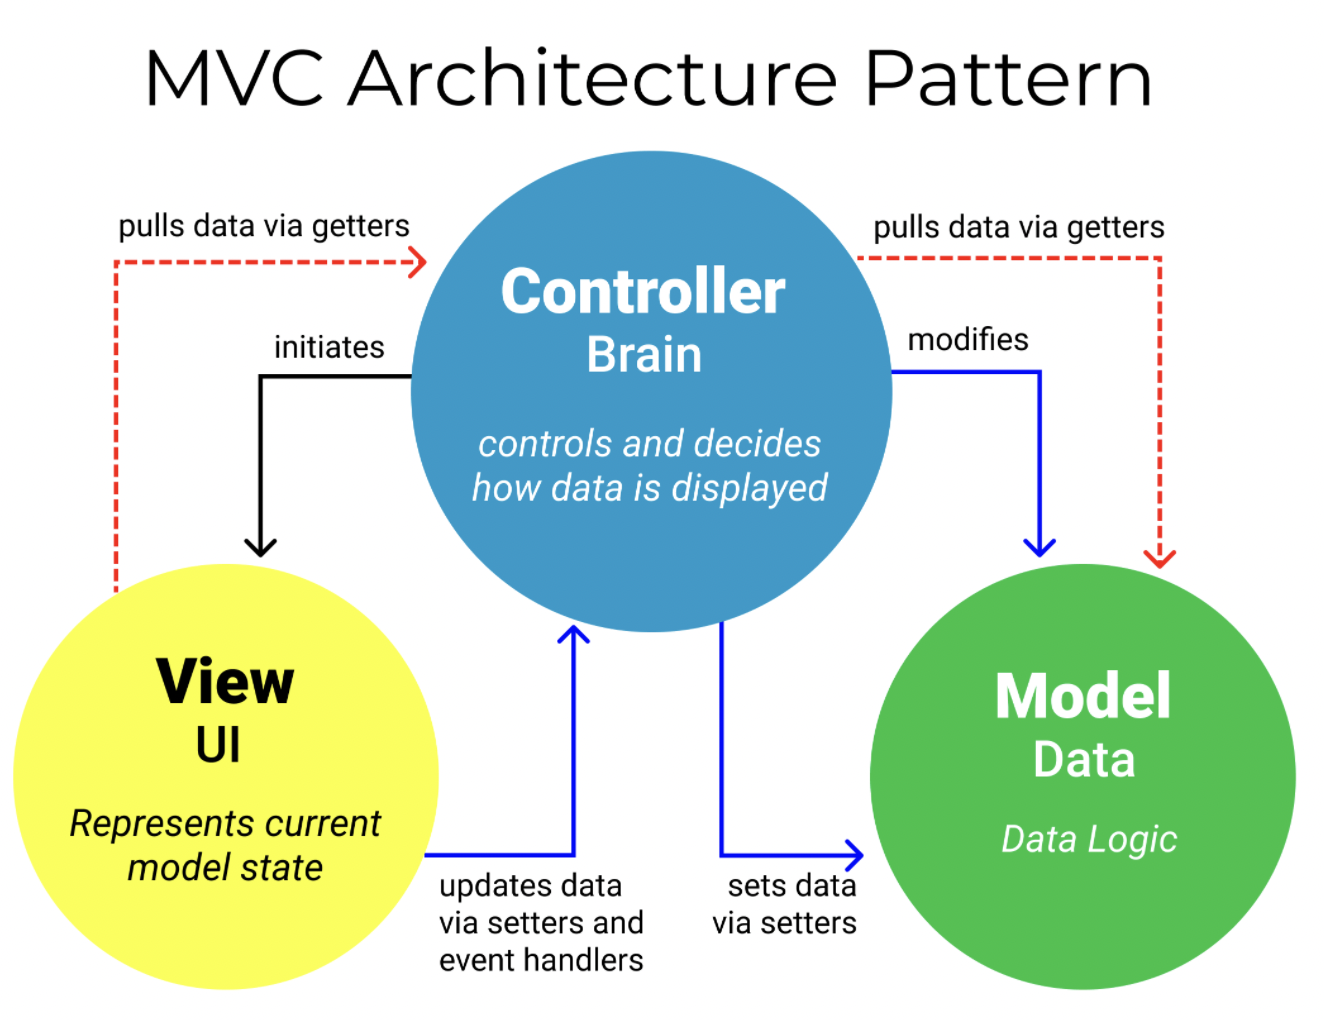 MVC Architecture Pattern
pulls data via getters
pulls data via getters
initiates
modifies
Controller
Brain
controls and decides
how data is displayed
View
UI
Represents current
model state
Model
Data
Data Logic
updates data
via setters and
event handlers
sets data
via setters